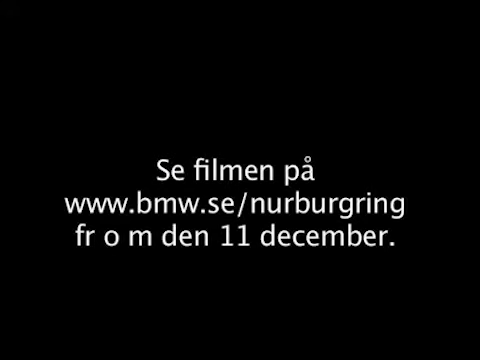 Se filmen på
www.bmw.se/nurburgring
fr o m den 11 december.